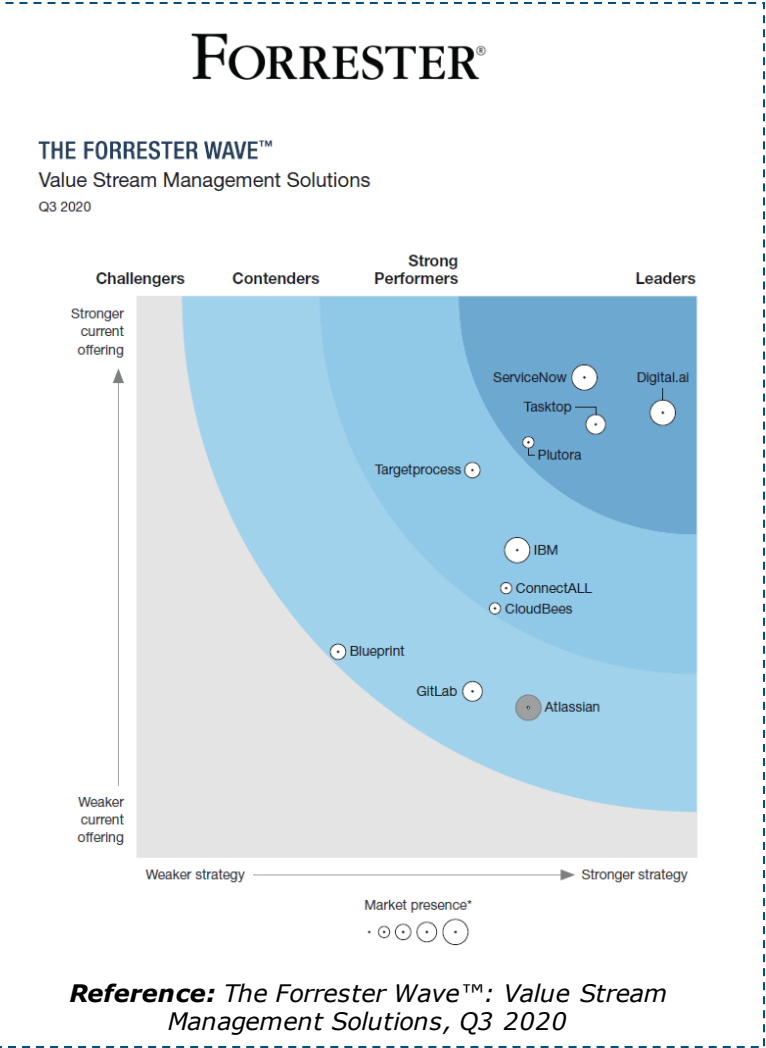 FORRESTER®
THE FORRESTER WAVE™
Value Stream Management Solutions
Q3 2020
Challengers
Contenders
Strong
Performers
Leaders
Stronger
current
offering
ServiceNow
Digital.ai
Tasktop
Plutora
Targetprocess
IBM
ConnectALL
CloudBees
Blueprint
GitLab
Atlassian
Weaker
current
offering
Weaker strategy
Stronger strategy
Market presence*
Reference: The Forrester Wave™: Value Stream
Management Solutions, Q3 2020